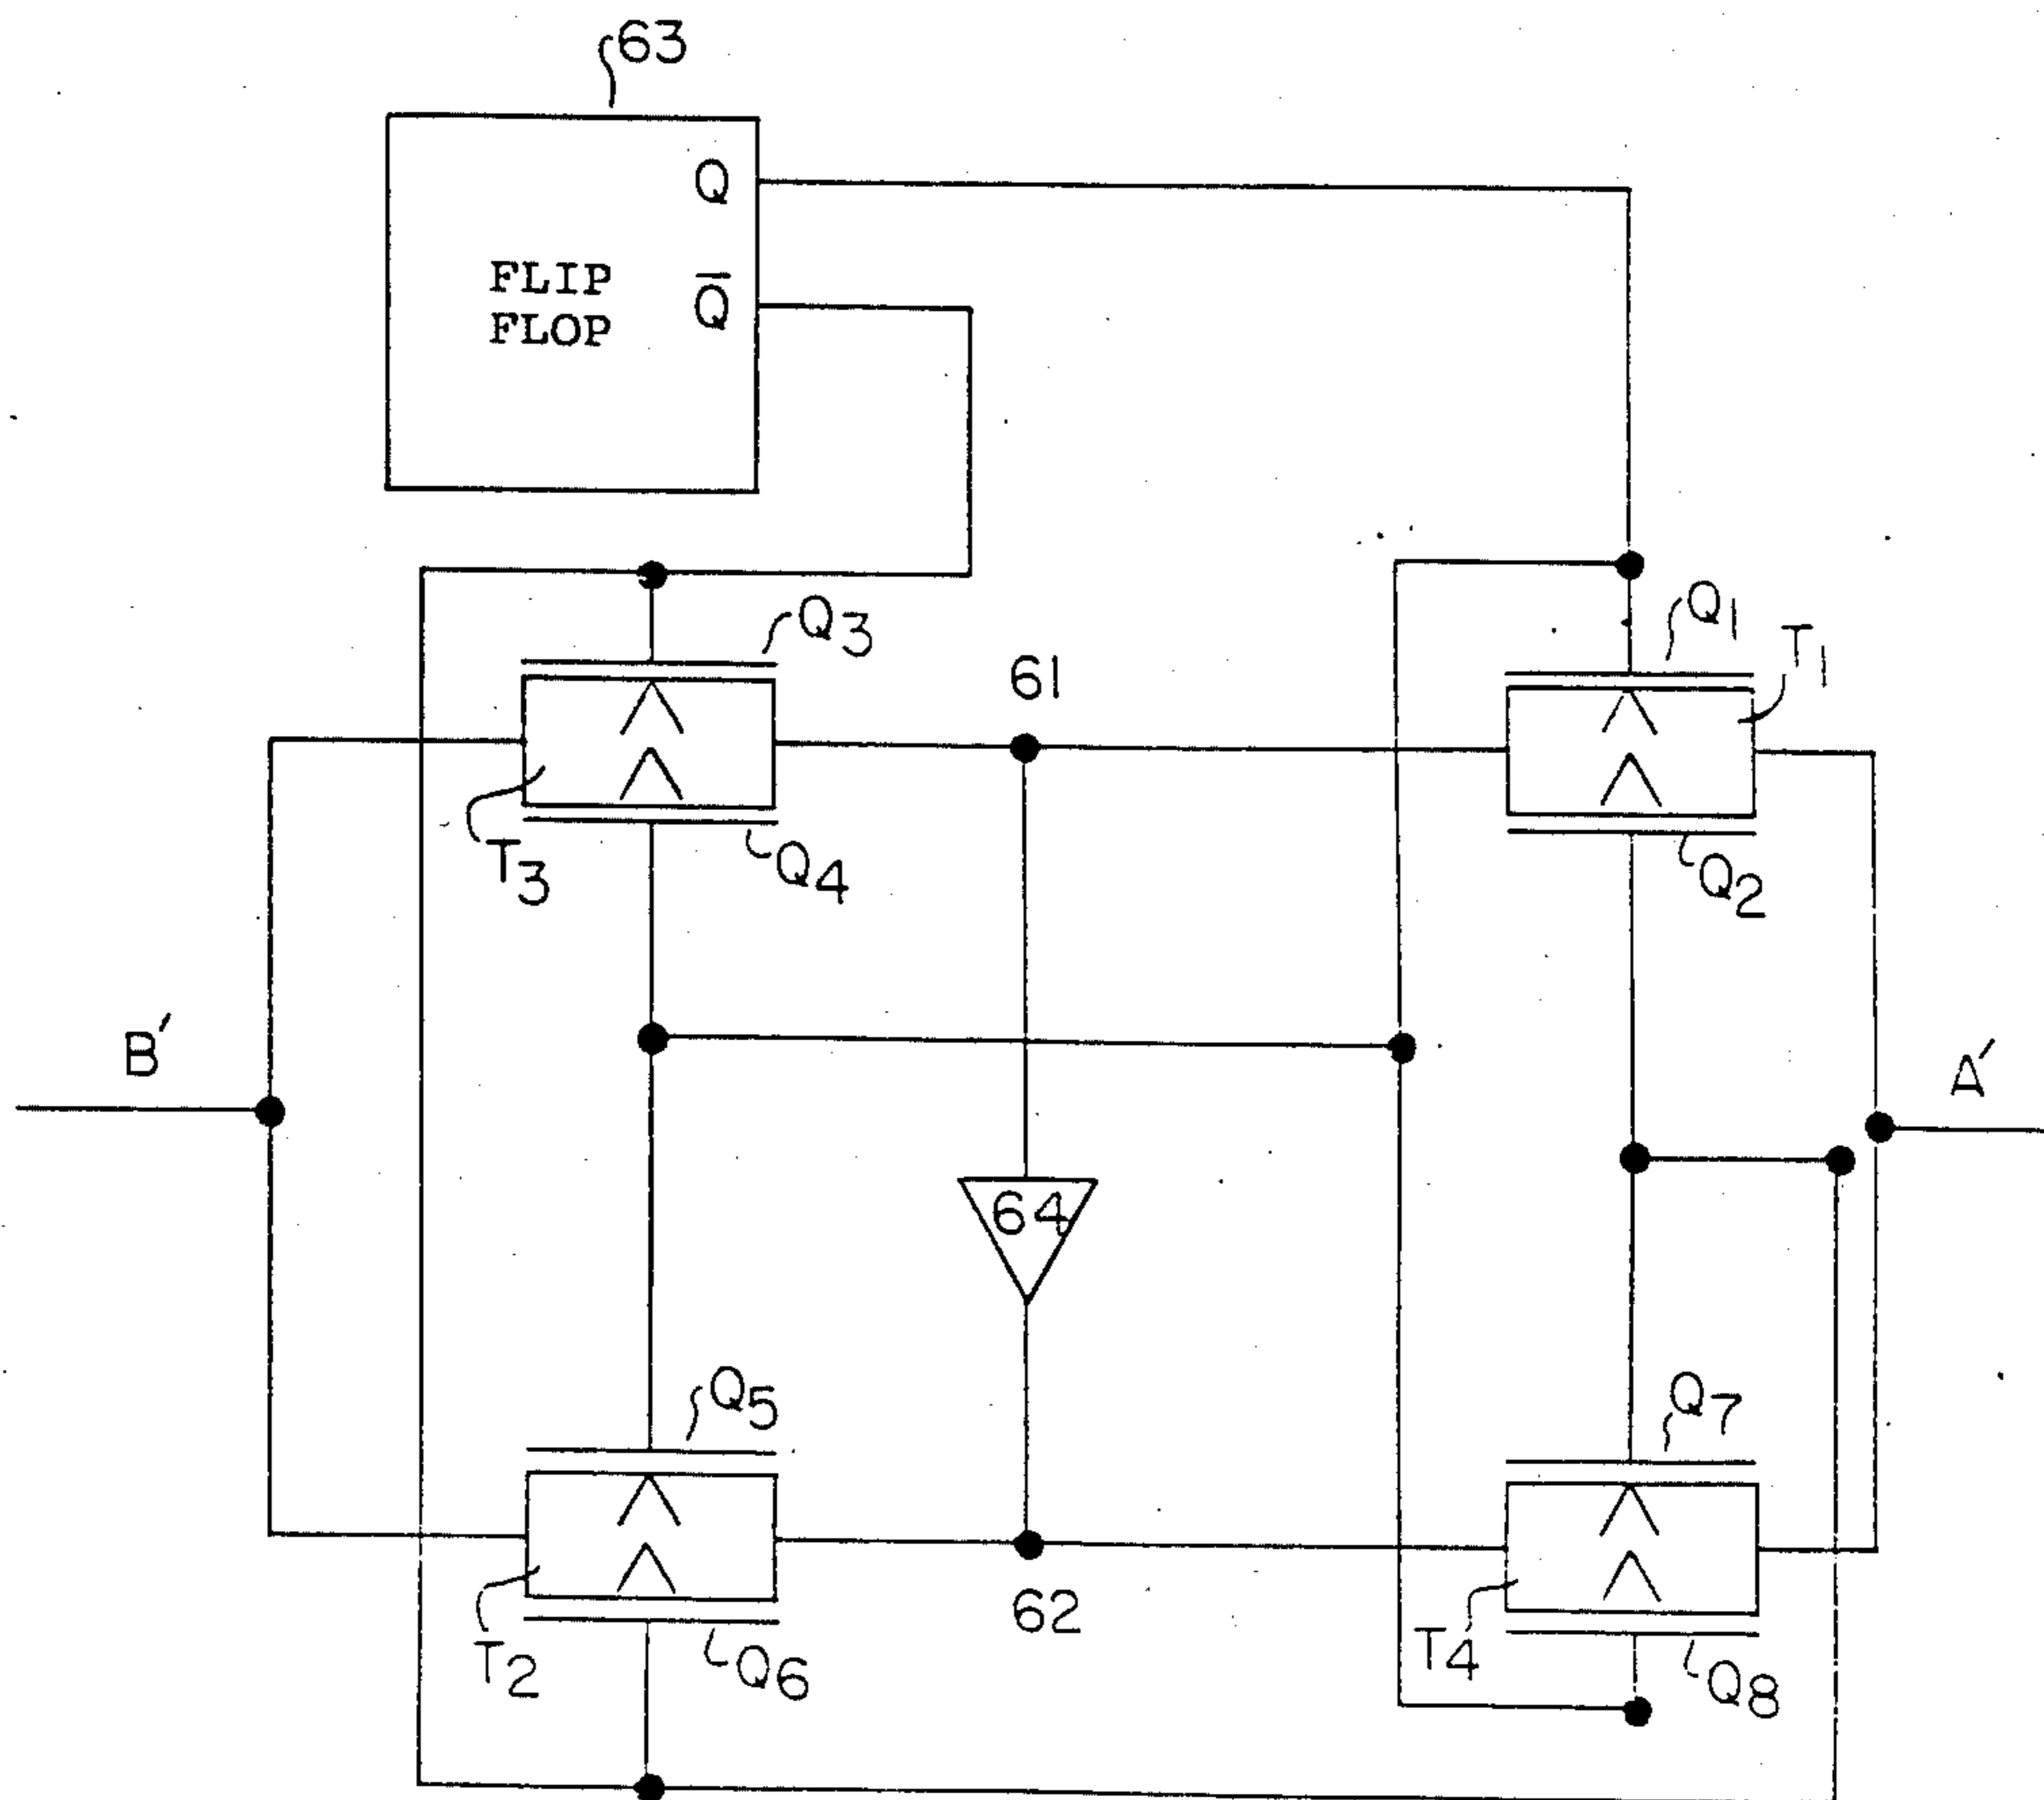 63
Q
FLIP
FLOP
Q̅
Q3
Q1
T1
61
T3
Q4
Q2
B′
A′
64
Q5
Q7
T2
Q6
62
T4
Q8